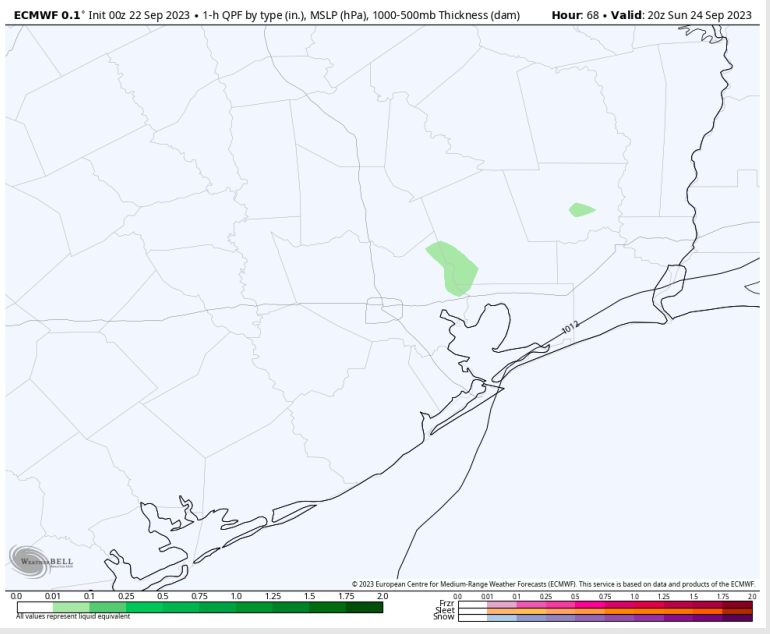 ECMWF 0.1° Init 00z 22 Sep 2023 • 1-h QPF by type (in.), MSLP (hPa), 1000-500mb Thickness (dam) Hour: 68 • Valid: 20z Sun 24 Sep 2023
1012
WEATHERBELL
© 2023 European Centre for Medium-Range Weather Forecasts (ECMWF). This service is based on data and products of the ECMWF.
0.0 0.01 0.1 0.25 0.5 0.75 1.0 1.25 1.5 1.75 2.0
All values represent liquid equivalent
0.0 0.01 0.1 0.25 0.5 0.75 1.0 1.25 1.5 1.75 2.0
Frzr
Sleet
Snow